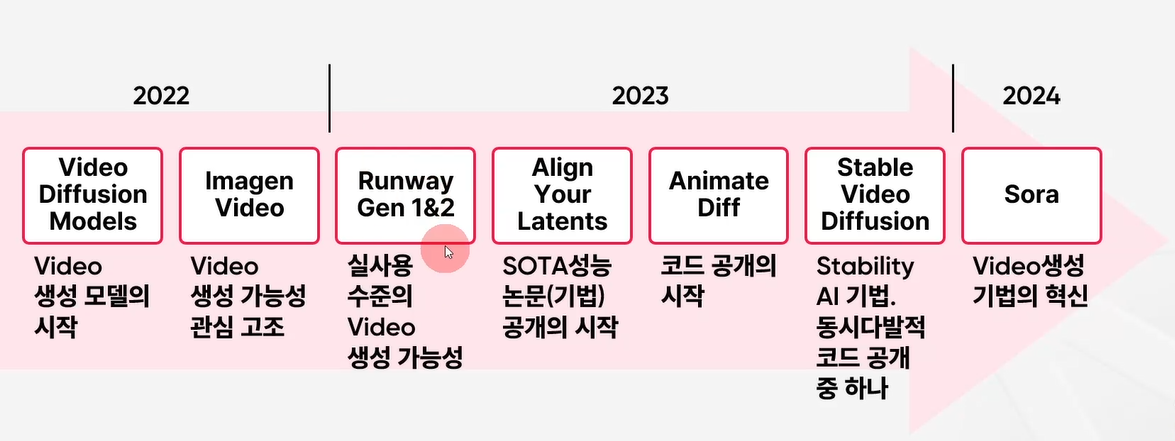 2022
2023
2024
Video
Diffusion
Models
Imagen
Video
Runway
Gen 1&2
Align
Your
Latents
Animate
Diff
Stable
Video
Diffusion
Sora
Video
생성 모델의
시작
Video
생성 가능성
관심 고조
실사용
수준의
Video
생성 가능성
SOTA성능
논문(기법)
공개의 시작
코드 공개의
시작
Stability
AI 기법.
동시다발적
코드 공개
중 하나
Video생성
기법의 혁신